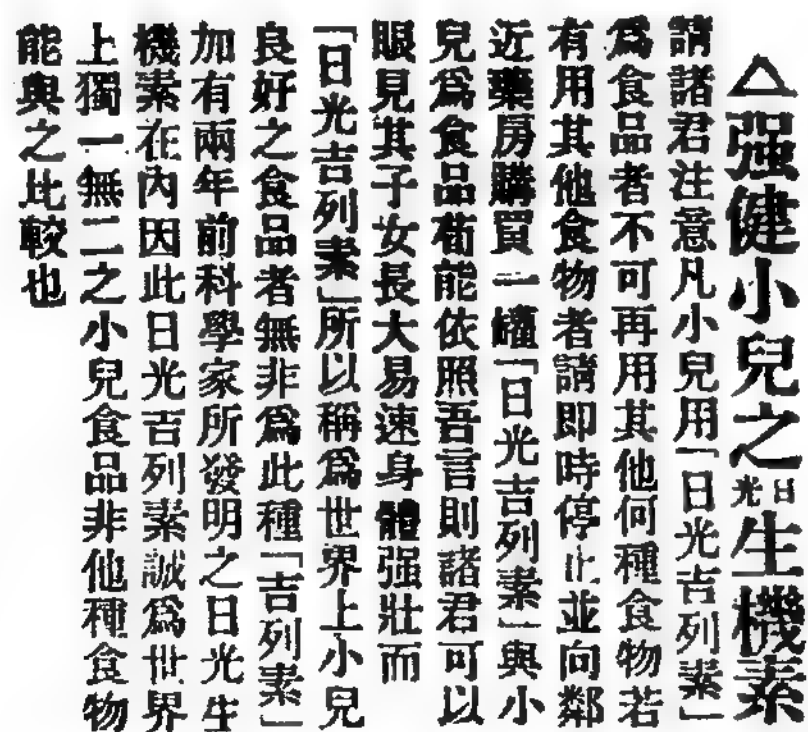 △强健小兒之日光生機素
請諸君注意凡小兒用「日光吉列素」
爲食品者不可再用其他何種食物若
有用其他食物者請即時停止並向鄰
近藥房購買一罐「日光吉列素」與小
兒爲食品苟能依照吾言則諸君可以
眼見其子女長大易速身體强壯而
「日光吉列素」所以稱爲世界上小兒
良好之食品者無非爲此種「吉列素」
加有兩年前科學家所發明之日光生
機素在內因此日光吉列素誠爲世界
上獨一無二之小兒食品非他種食物
能與之比較也